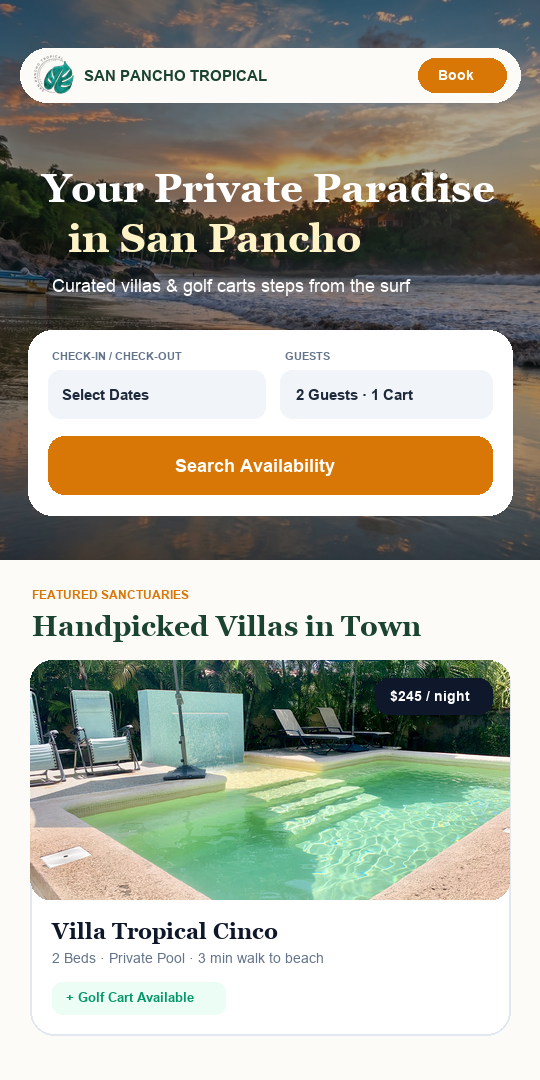 SAN PANCHO TROPICAL
Book
Your Private Paradise
in San Pancho
Curated villas & golf carts steps from the surf
CHECK-IN / CHECK-OUT
GUESTS
Select Dates
2 Guests · 1 Cart
Search Availability
FEATURED SANCTUARIES
Handpicked Villas in Town
$245 / night
Villa Tropical Cinco
2 Beds · Private Pool · 3 min walk to beach
+ Golf Cart Available